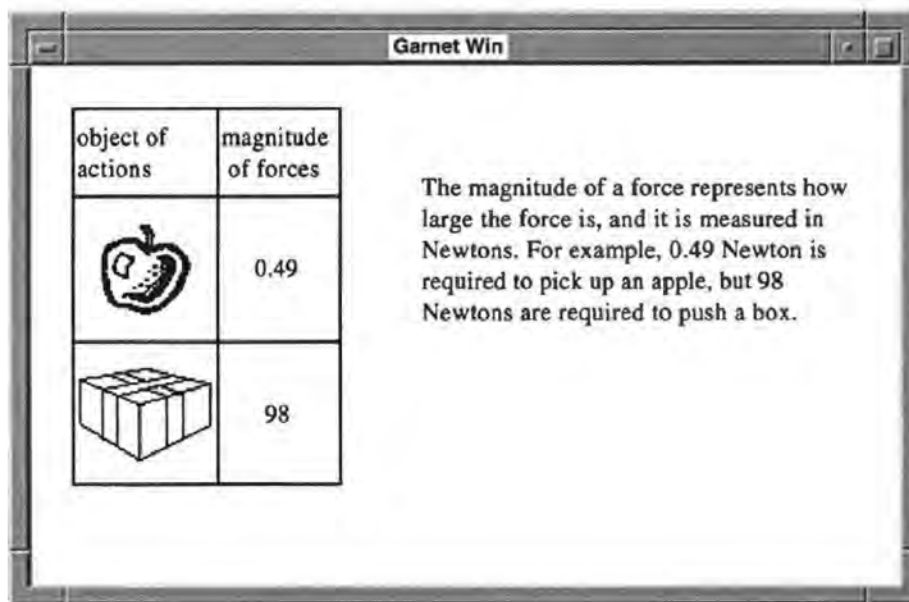 Garnet Win
object of
actions
magnitude
of forces
0.49
98
The magnitude of a force represents how
large the force is, and it is measured in
Newtons. For example, 0.49 Newton is
required to pick up an apple, but 98
Newtons are required to push a box.